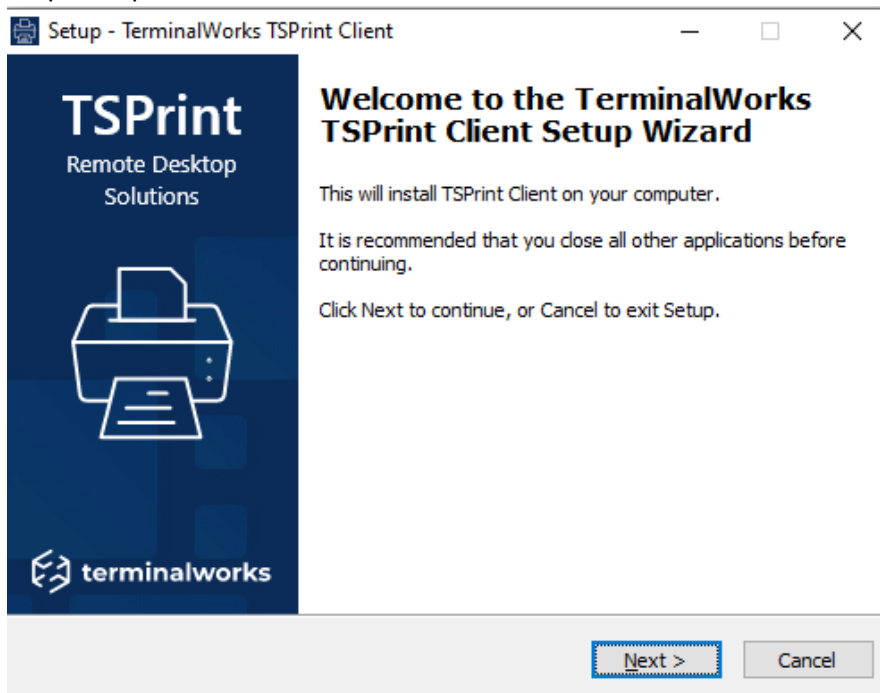 Setup - TerminalWorks TSPrint Client
TSPrint
Remote Desktop
Solutions
terminalworks
Welcome to the TerminalWorks
TSPrint Client Setup Wizard
This will install TSPrint Client on your computer.
It is recommended that you close all other applications before
continuing.
Click Next to continue, or Cancel to exit Setup.
Next >
Cancel